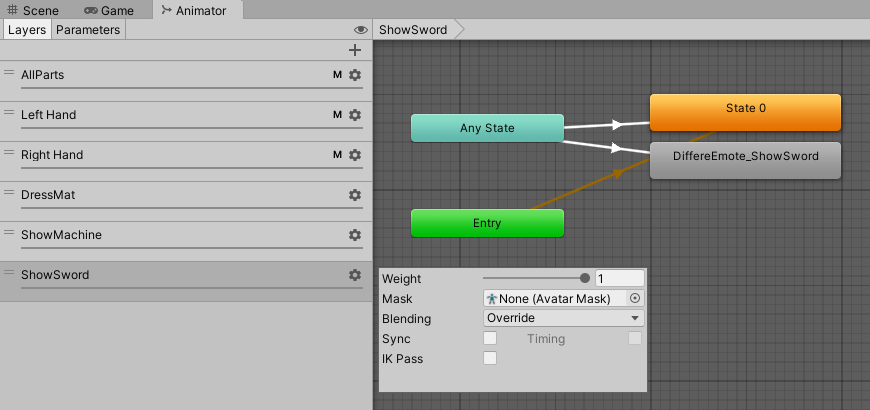 Scene Game Animator
Layers Parameters
ShowSword
AllParts M
Left Hand M
Right Hand M
DressMat
ShowMachine
ShowSword
Any State
State 0
DiffereEmote_ShowSword
Entry
Weight 1
Mask None (Avatar Mask)
Blending Override
Sync Timing
IK Pass